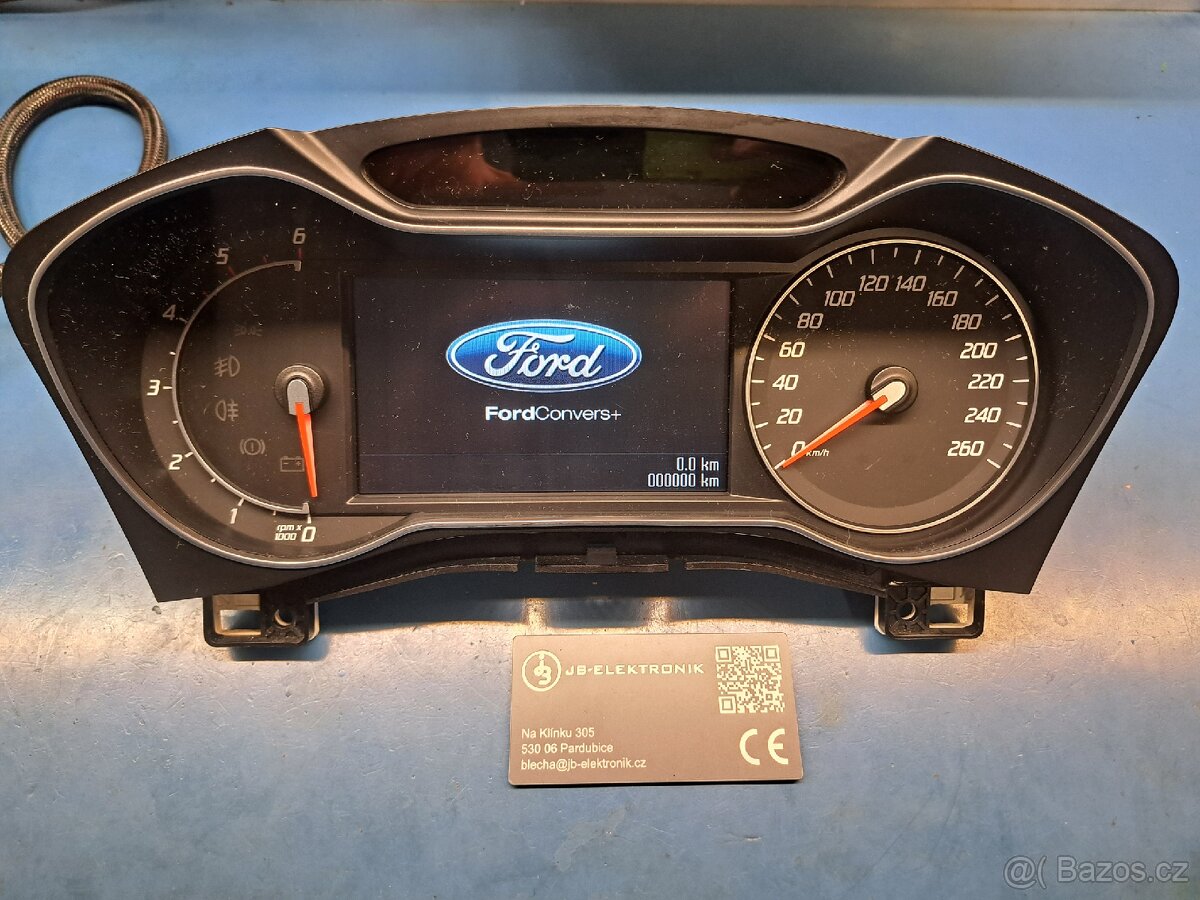 6
5
4
3
2
1
rpm x
1000
0
Ford
FordConvers+
0.0 km
000000 km
0
km/h
20
40
60
80
100
120
140
160
180
200
220
240
260
JB-ELEKTRONIK
Na Klínku 305
530 06 Pardubice
blecha@jb-elektronik.cz
CE
@( Bazos.cz